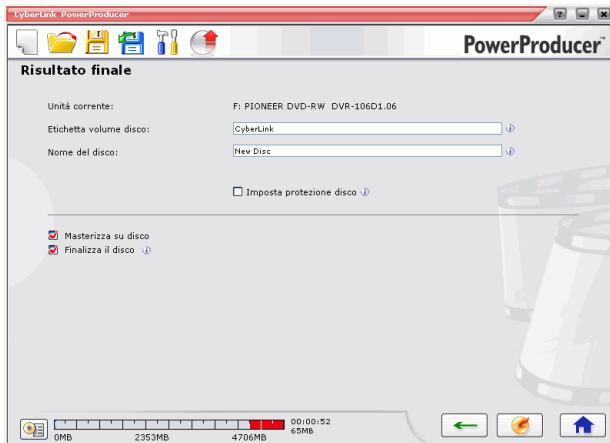 CyberLink PowerProducer
PowerProducer™
Risultato finale
Unità corrente: F: PIONEER DVD-RW DVR-106D1.06
Etichetta volume disco: CyberLink
Nome del disco: New Disc
Imposta protezione disco
Masterizza su disco
Finalizza il disco
00:00:52
65MB
0MB 2353MB 4706MB